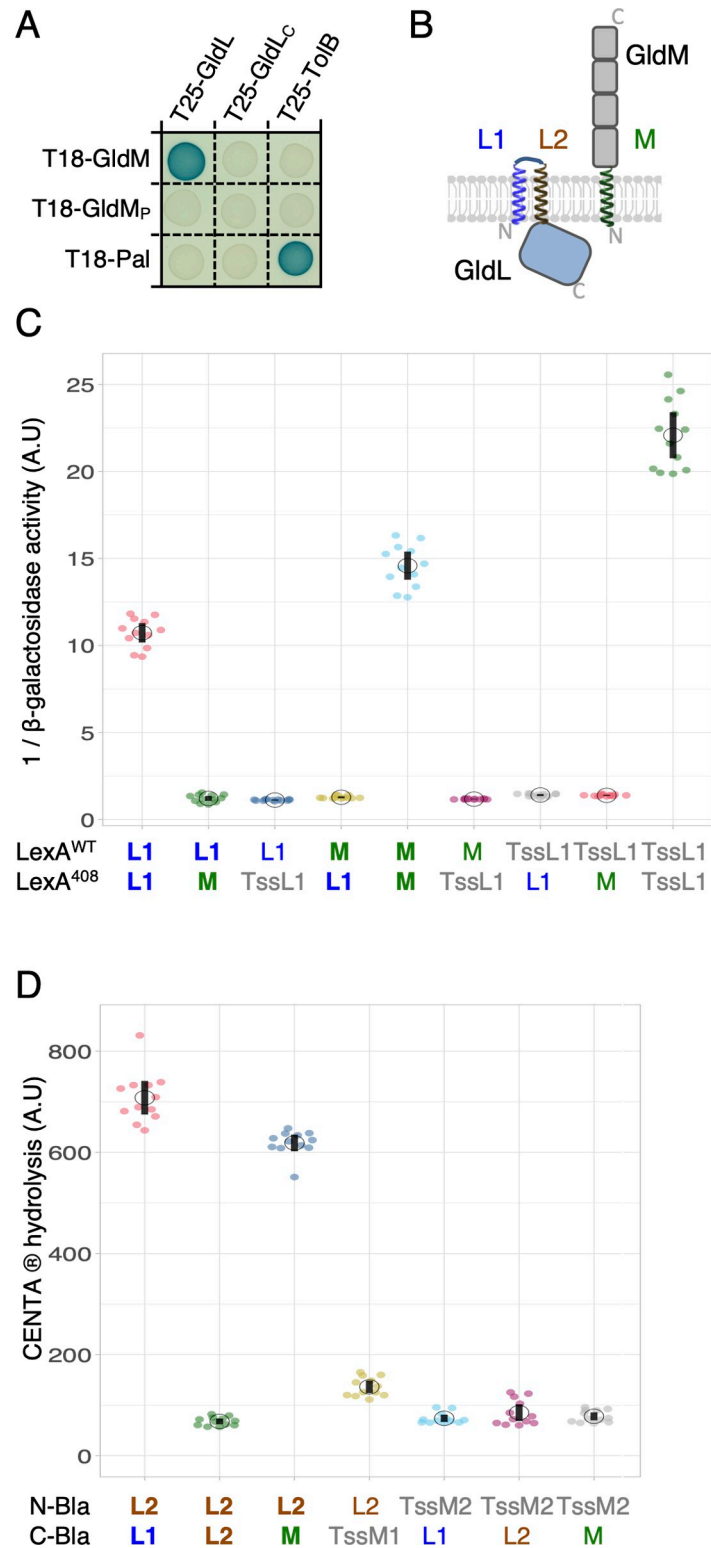 A
T25-GldL
T25-GldLC
T25-TolB
T18-GldM
T18-GldMP
T18-Pal
B
C
GldM
L1 L2 M
N N
GldL
C
C
1 / β-galactosidase activity (A.U)
25
20
15
10
5
0
LexAWT L1 L1 L1 M M M TssL1 TssL1 TssL1
LexA408 L1 M TssL1 L1 M TssL1 L1 M TssL1
D
CENTA ® hydrolysis (A.U)
800
600
400
200
0
N-Bla L2 L2 L2 L2 TssM2 TssM2 TssM2
C-Bla L1 L2 M TssM1 L1 L2 M